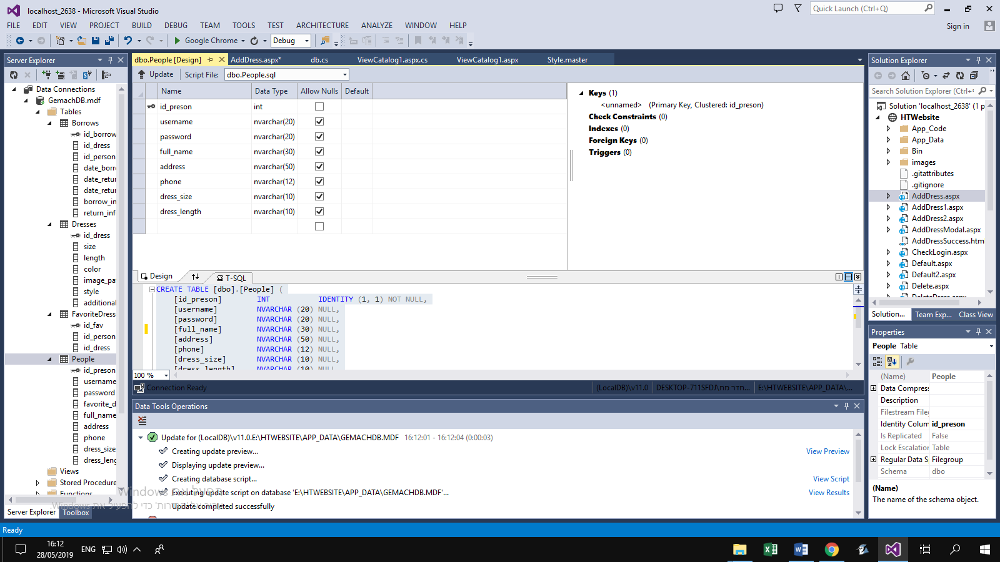 localhost_2638 - Microsoft Visual Studio
Quick Launch (Ctrl+Q)
FILE EDIT VIEW PROJECT BUILD DEBUG TEAM TOOLS TEST ARCHITECTURE ANALYZE WINDOW HELP
Sign in
Google Chrome
Debug
Server Explorer
Data Connections
GemachDB.mdf
Tables
Borrows
id_borrow
id_dress
id_person
date_borr
date_retur
date_retur
borrow_in
return_inf
Dresses
id_dress
size
length
color
image_pa
style
additional
FavoriteDress
id_fav
id_person
id_dress
People
id_preson
username
password
favorite_d
full_name
address
phone
dress_size
dress_leng
Views
Stored Procedure
Functions
Server Explorer Toolbox
dbo.People [Design] AddDress.aspx* db.cs ViewCatalog1.aspx.cs ViewCatalog1.aspx Style.master
Update Script File: dbo.People.sql
Name Data Type Allow Nulls Default
id_preson int
username nvarchar(20)
password nvarchar(20)
full_name nvarchar(30)
address nvarchar(50)
phone nvarchar(12)
dress_size nvarchar(10)
dress_length nvarchar(10)
Keys (1)
<unnamed> (Primary Key, Clustered: id_preson)
Check Constraints (0)
Indexes (0)
Foreign Keys (0)
Triggers (0)
Design T-SQL
CREATE TABLE [dbo].[People] (
[id_preson] INT IDENTITY (1, 1) NOT NULL,
[username] NVARCHAR (20) NULL,
[password] NVARCHAR (20) NULL,
[full_name] NVARCHAR (30) NULL,
[address] NVARCHAR (50) NULL,
[phone] NVARCHAR (12) NULL,
[dress_size] NVARCHAR (10) NULL,
[dress_length] NVARCHAR (10) NULL
100 %
Connection Ready
(LocalDB)\v11.0 DESKTOP-711SFDJ\חדר מח... E:\HTWEBSITE\APP_DATA\...
Data Tools Operations
Update for (LocalDB)\v11.0.E:\HTWEBSITE\APP_DATA\GEMACHDB.MDF 16:12:01 - 16:12:04 (0:00:03)
Creating update preview... View Preview
Displaying update preview...
Creating database script... View Script
Executing update script on database 'E:\HTWEBSITE\APP_DATA\GEMACHDB.MDF'... View Results
Update completed successfully
Solution Explorer
Search Solution Explorer (Ctrl+
Solution 'localhost_2638' (1 p
HTWebsite
App_Code
App_Data
Bin
images
.gitattributes
.gitignore
AddDress.aspx
AddDress1.aspx
AddDress2.aspx
AddDressModal.aspx
AddDressSuccess.htm
CheckLogin.aspx
Default.aspx
Default2.aspx
Delete.aspx
DeleteDress.aspx
Solution... Team Exp... Class View
Properties
People Table
(Name) People
Data Compress
Description
Filestream File
Identity Colum id_preson
Is Replicated False
Lock Escalation Table
Regular Data S Filegroup
Schema dbo
(Name)
The name of the schema object.
הפעל את Windows
Windows
Ready
16:12
28/05/2019
ENG